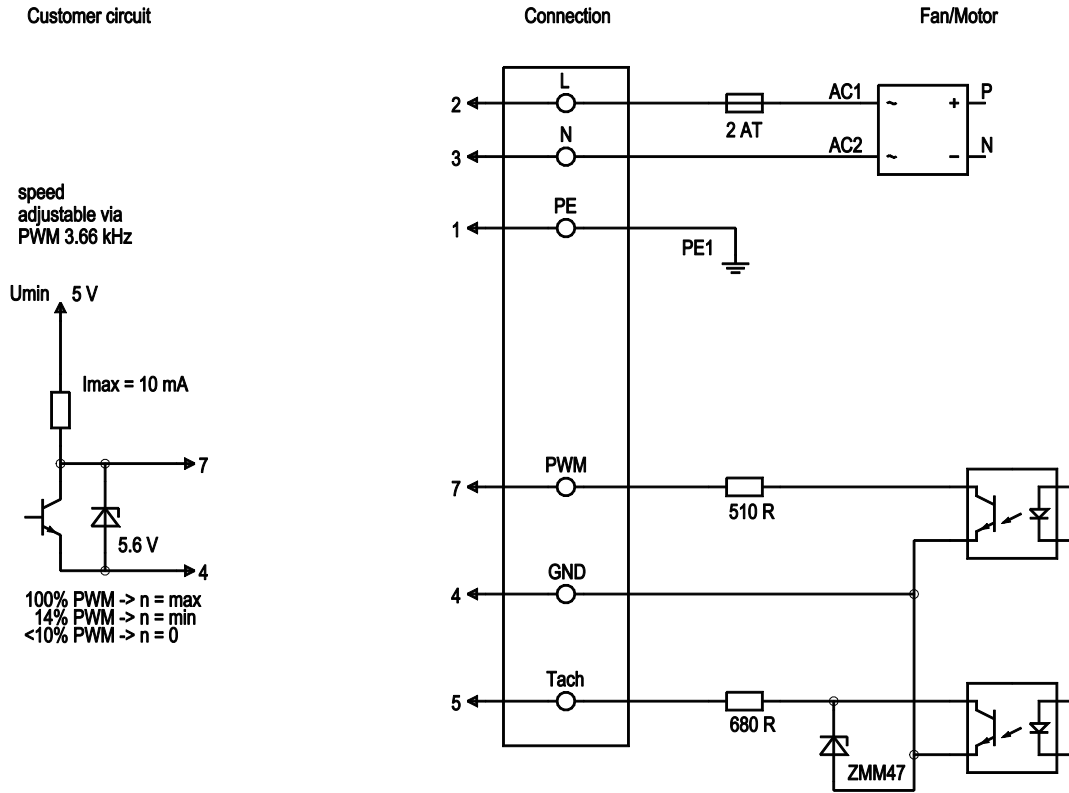 Customer circuit
Connection
Fan/Motor
L
2
AC1
~
+
P
2 AT
N
3
AC2
~
–
N
speed
adjustable via
PWM 3.66 kHz
PE
1
PE1
Umin 5 V
Imax = 10 mA
7
PWM
7
510 R
5.6 V
4
GND
4
100% PWM -> n = max
14% PWM -> n = min
<10% PWM -> n = 0
Tach
5
680 R
ZMM47